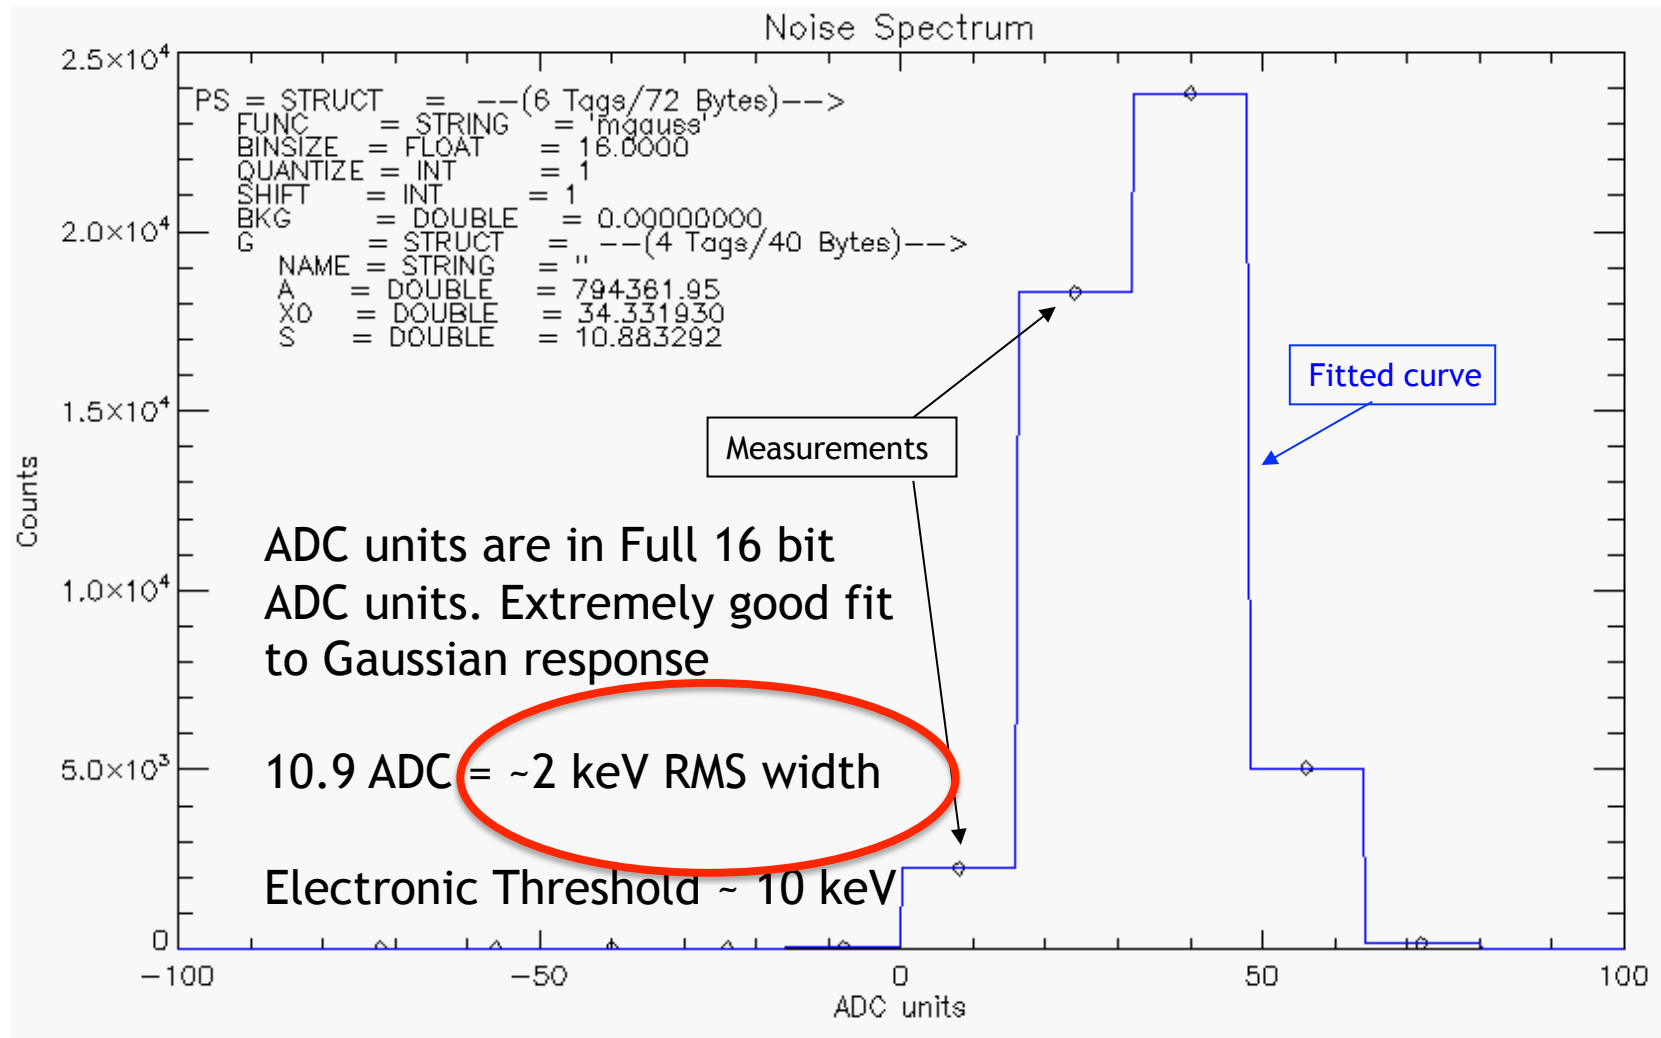 Noise Spectrum
2.5×10⁴
PS = STRUCT = --(6 Tags/72 Bytes)-->
FUNC = STRING = 'mgauss'
BINSIZE = FLOAT = 16.0000
QUANTIZE = INT = 1
SHIFT = INT = 1
BKG = DOUBLE = 0.00000000
G = STRUCT = --(4 Tags/40 Bytes)-->
NAME = STRING = ''
A = DOUBLE = 794361.95
X0 = DOUBLE = 34.331930
S = DOUBLE = 10.883292
2.0×10⁴
Fitted curve
1.5×10⁴
Measurements
Counts
ADC units are in Full 16 bit
ADC units. Extremely good fit
to Gaussian response
1.0×10⁴
10.9 ADC = ~2 keV RMS width
5.0×10³
Electronic Threshold ~ 10 keV
0
-100 -50 0 50 100
ADC units